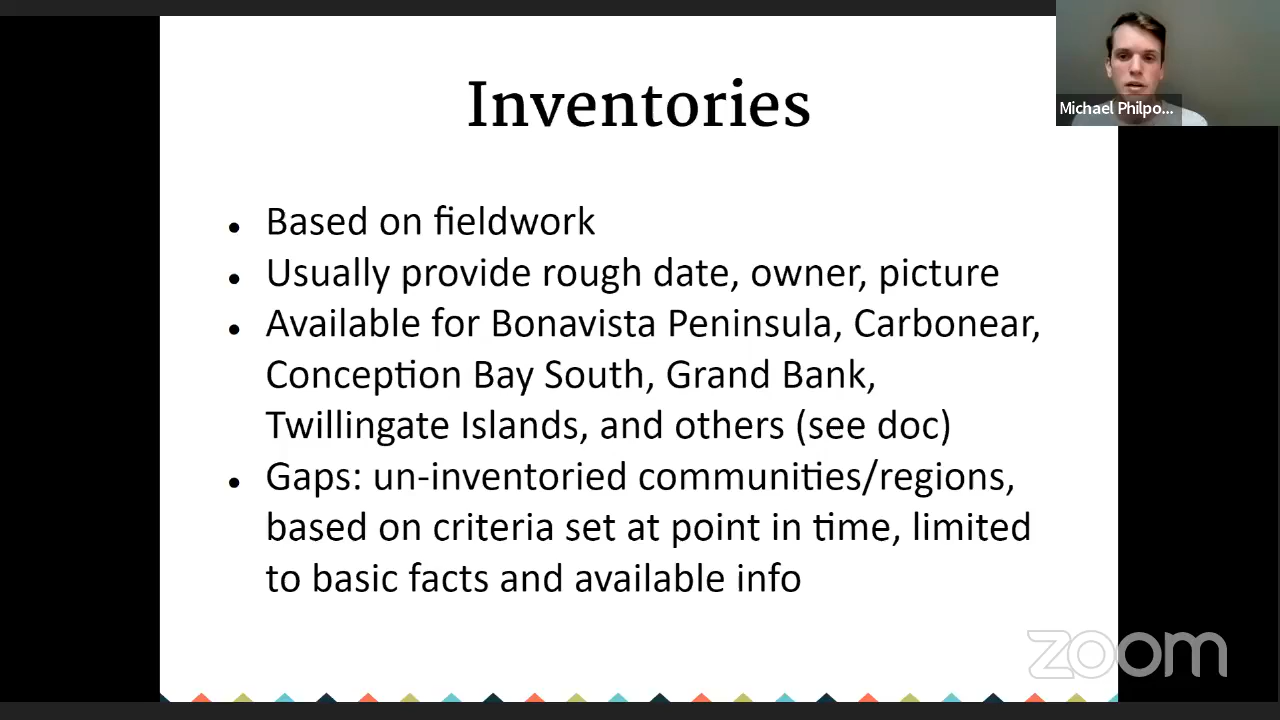 Inventories
Michael Philpo...
• Based on fieldwork
• Usually provide rough date, owner, picture
• Available for Bonavista Peninsula, Carbonear,
Conception Bay South, Grand Bank,
Twillingate Islands, and others (see doc)
• Gaps: un-inventoried communities/regions,
based on criteria set at point in time, limited
to basic facts and available info
zoom